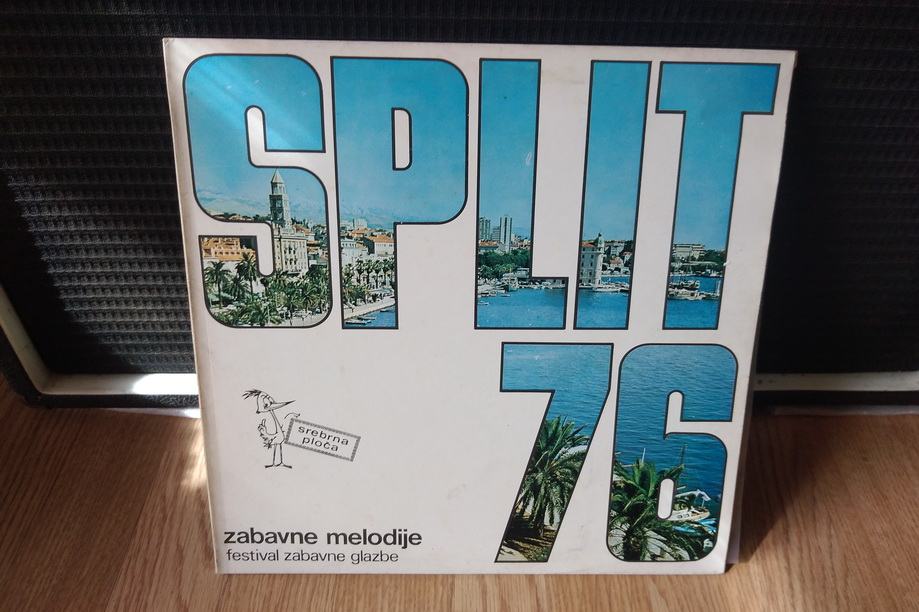 SPLIT
76
srebrna
ploča
zabavne melodije
festival zabavne glazbe